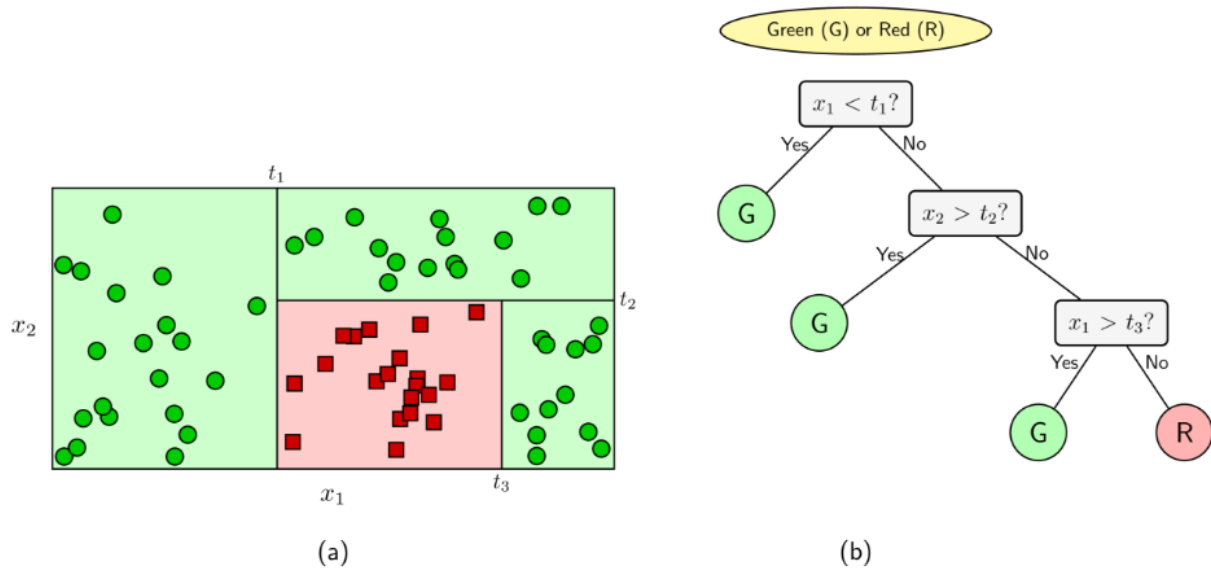 Green (G) or Red (R)
x₁ < t₁?
Yes
No
t₁
G
x₂ > t₂?
Yes
No
t₂
x₂
G
x₁ > t₃?
Yes
No
G
R
t₃
x₁
(a)
(b)